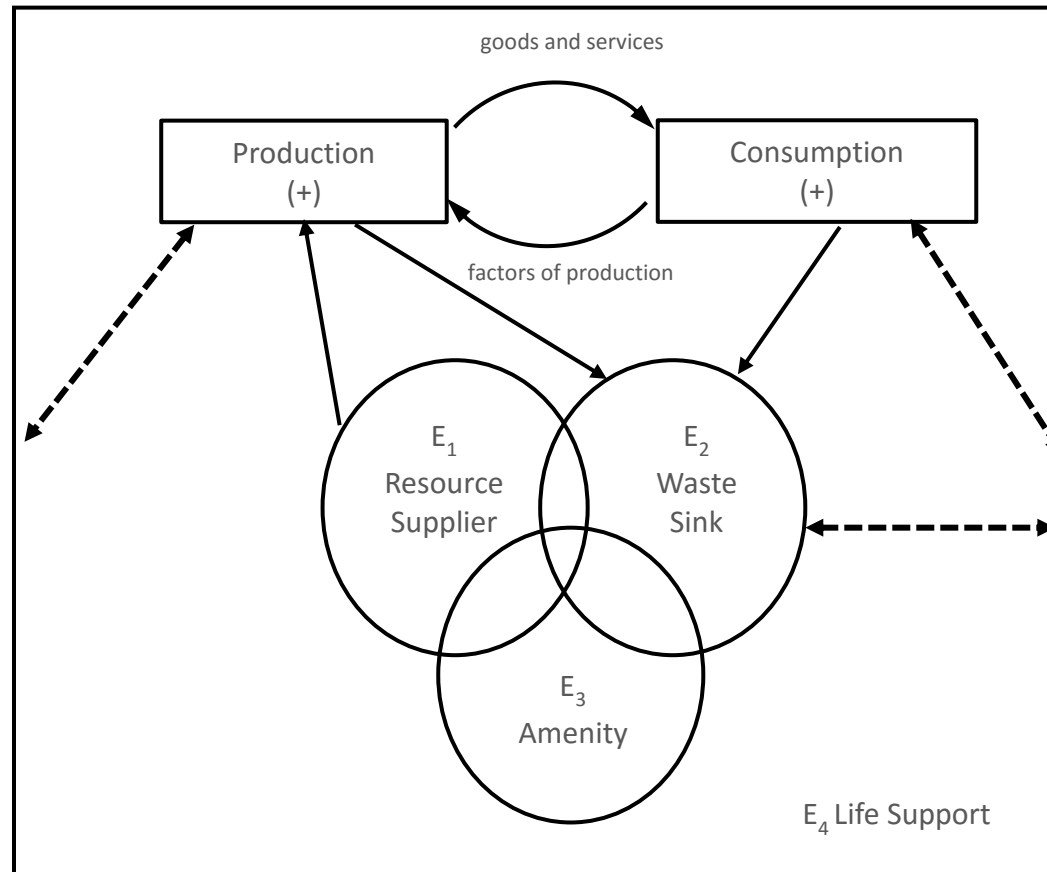 goods and services
Production
(+)
Consumption
(+)
factors of production
E₁
Resource
Supplier
E₂
Waste
Sink
E₃
Amenity
E₄ Life Support